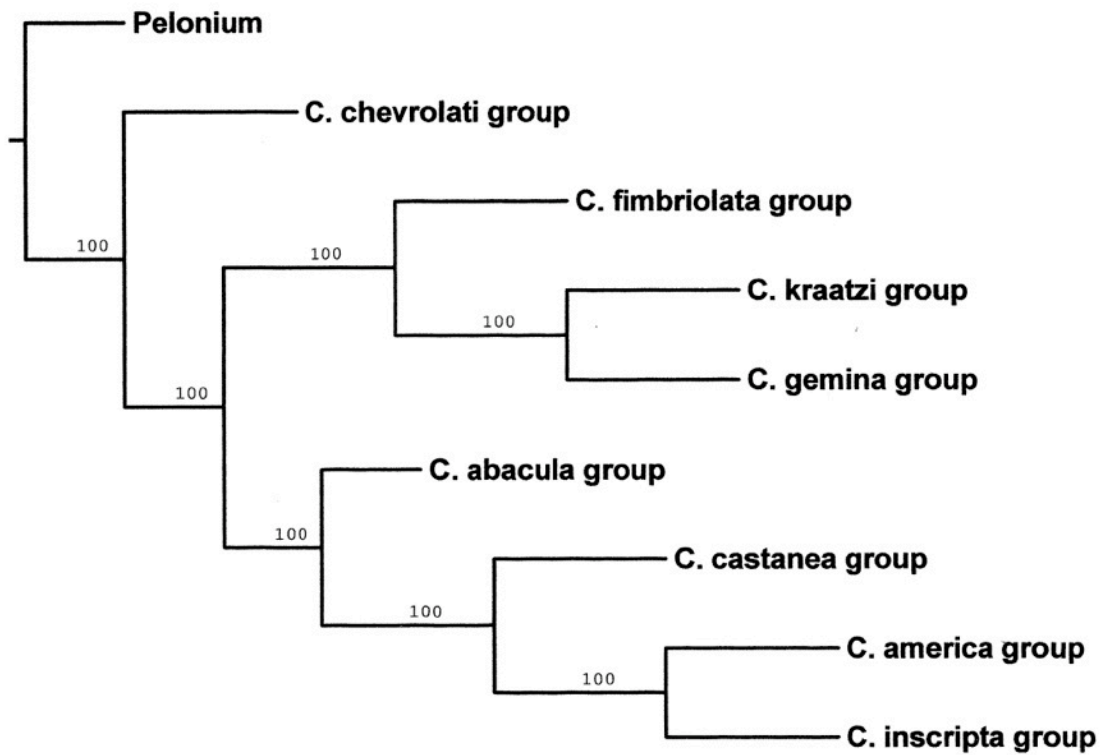 Pelonium
C. chevrolati group
C. fimbriolata group
100
100
C. kraatzi group
100
C. gemina group
100
C. abacula group
100
C. castanea group
100
C. america group
100
C. inscripta group